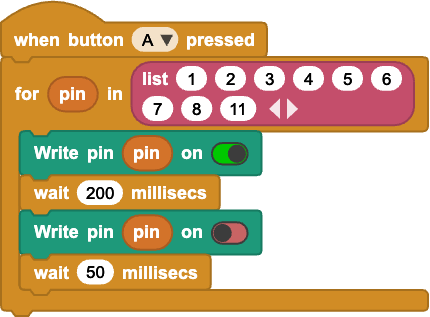 when button A ▼ pressed
for pin in list 1 2 3 4 5 6
7 8 11
Write pin pin on
wait 200 millisecs
Write pin pin on
wait 50 millisecs